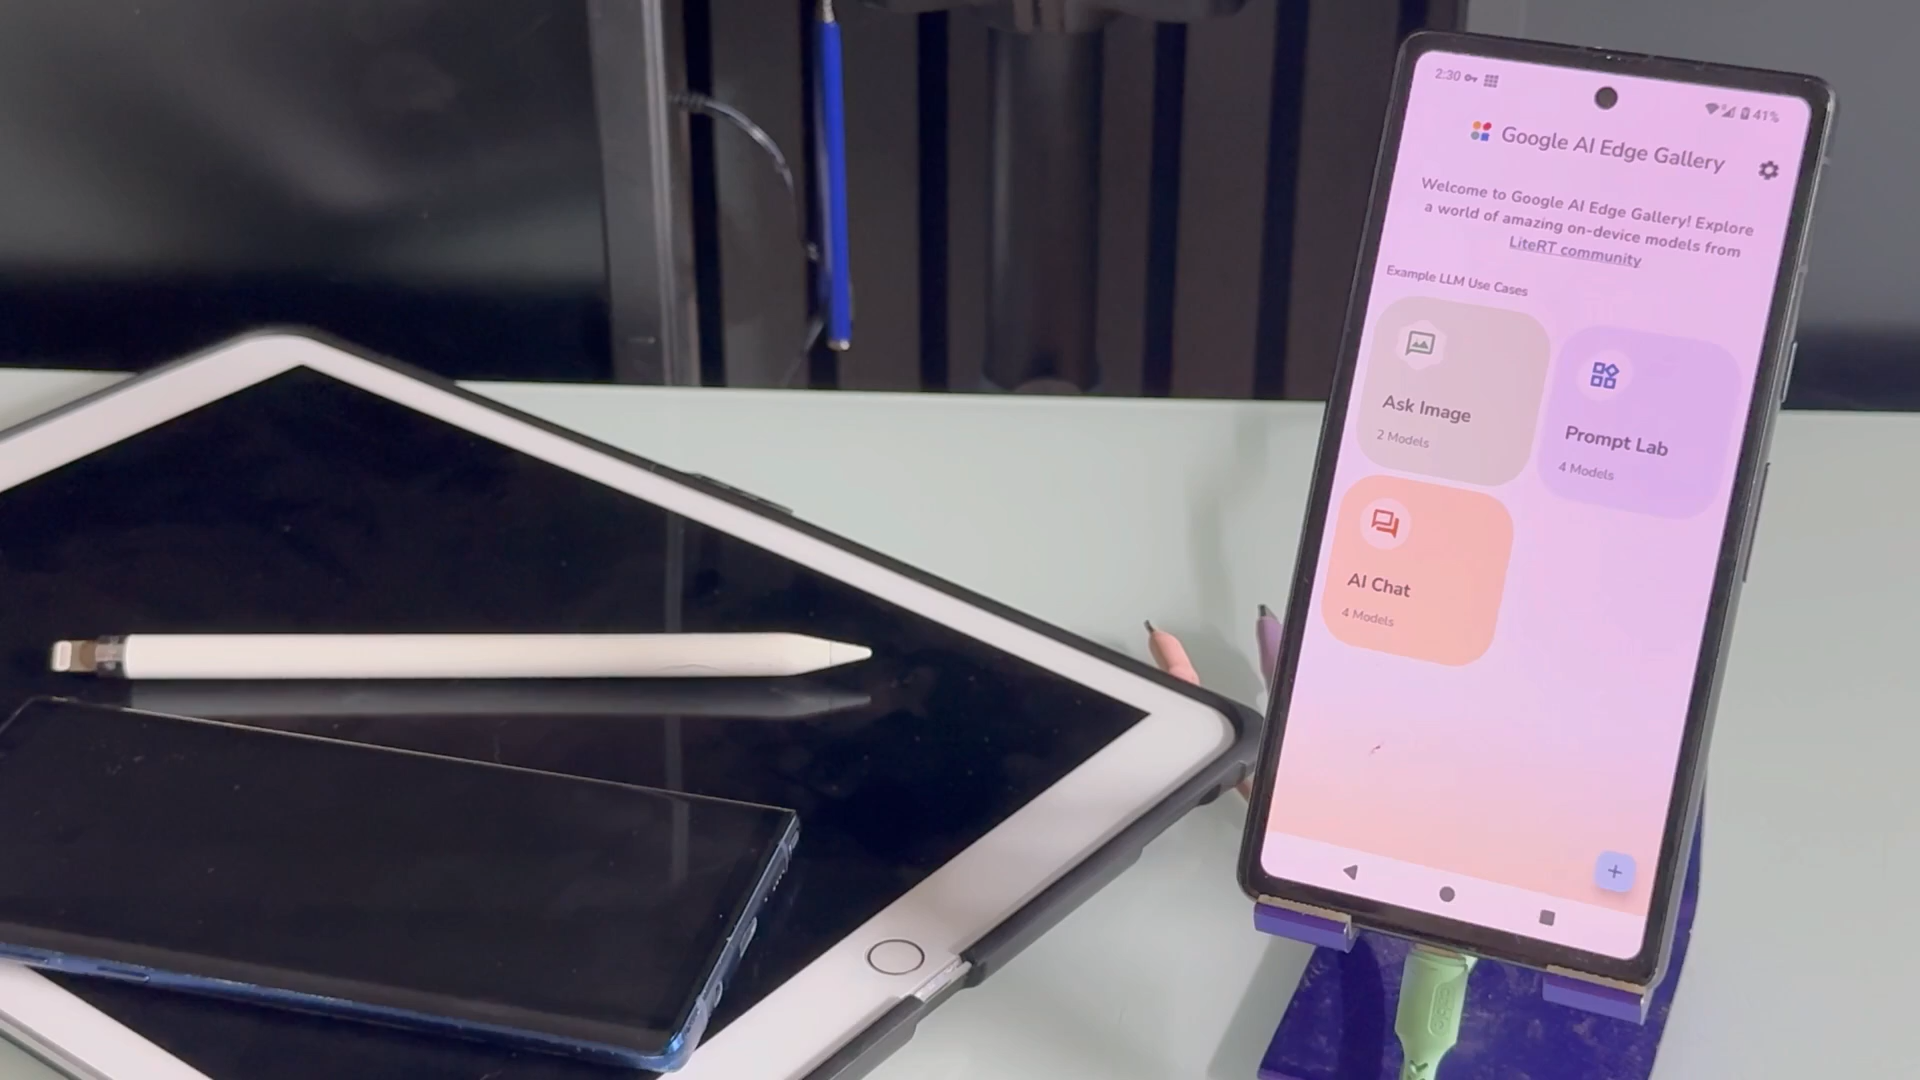 2:30
41%
Google AI Edge Gallery
Welcome to Google AI Edge Gallery! Explore
a world of amazing on-device models from
LiteRT community
Example LLM Use Cases
Ask Image
2 Models
Prompt Lab
4 Models
AI Chat
4 Models